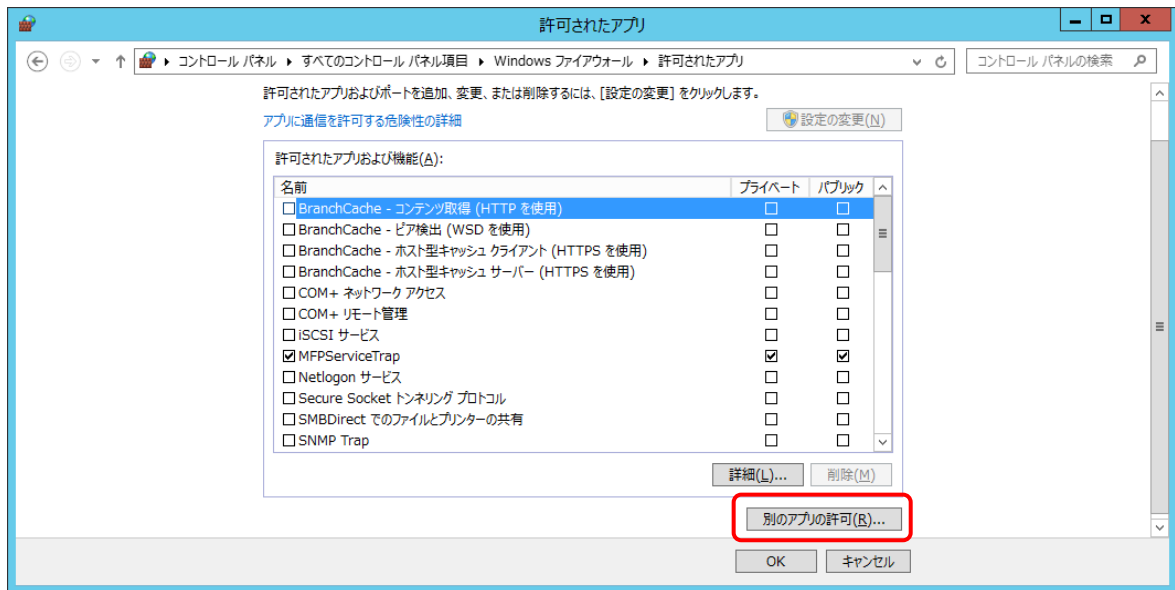 許可されたアプリ
コントロール パネル ▸ すべてのコントロール パネル項目 ▸ Windows ファイアウォール ▸ 許可されたアプリ
コントロール パネルの検索
許可されたアプリおよびポートを追加、変更、または削除するには、[設定の変更] をクリックします。
アプリに通信を許可する危険性の詳細
設定の変更(N)
許可されたアプリおよび機能(A):
名前 プライベート パブリック
BranchCache - コンテンツ取得 (HTTP を使用)
BranchCache - ピア検出 (WSD を使用)
BranchCache - ホスト型キャッシュ クライアント (HTTPS を使用)
BranchCache - ホスト型キャッシュ サーバー (HTTPS を使用)
COM+ ネットワーク アクセス
COM+ リモート管理
iSCSI サービス
MFPServiceTrap
Netlogon サービス
Secure Socket トンネリング プロトコル
SMBDirect でのファイルとプリンターの共有
SNMP Trap
詳細(L)... 削除(M)
別のアプリの許可(R)...
OK キャンセル